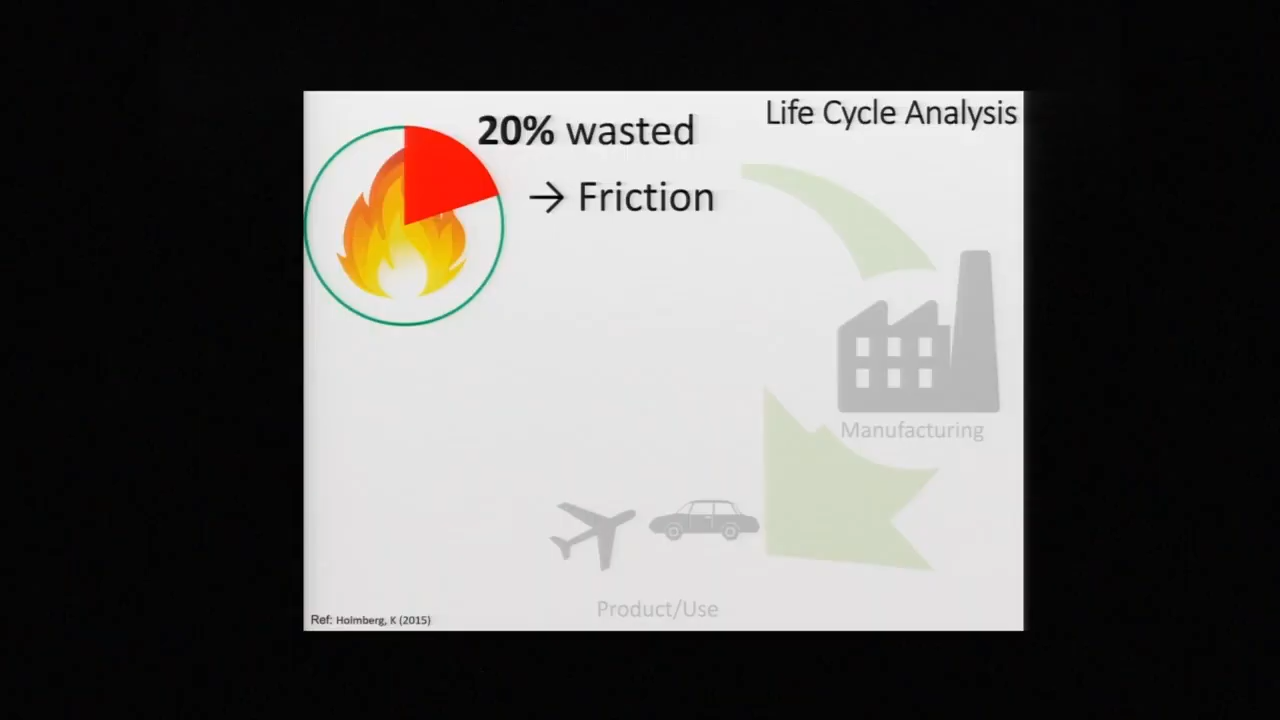 Life Cycle Analysis
20% wasted
→ Friction
Manufacturing
Product/Use
Ref: Holmberg, K (2015)